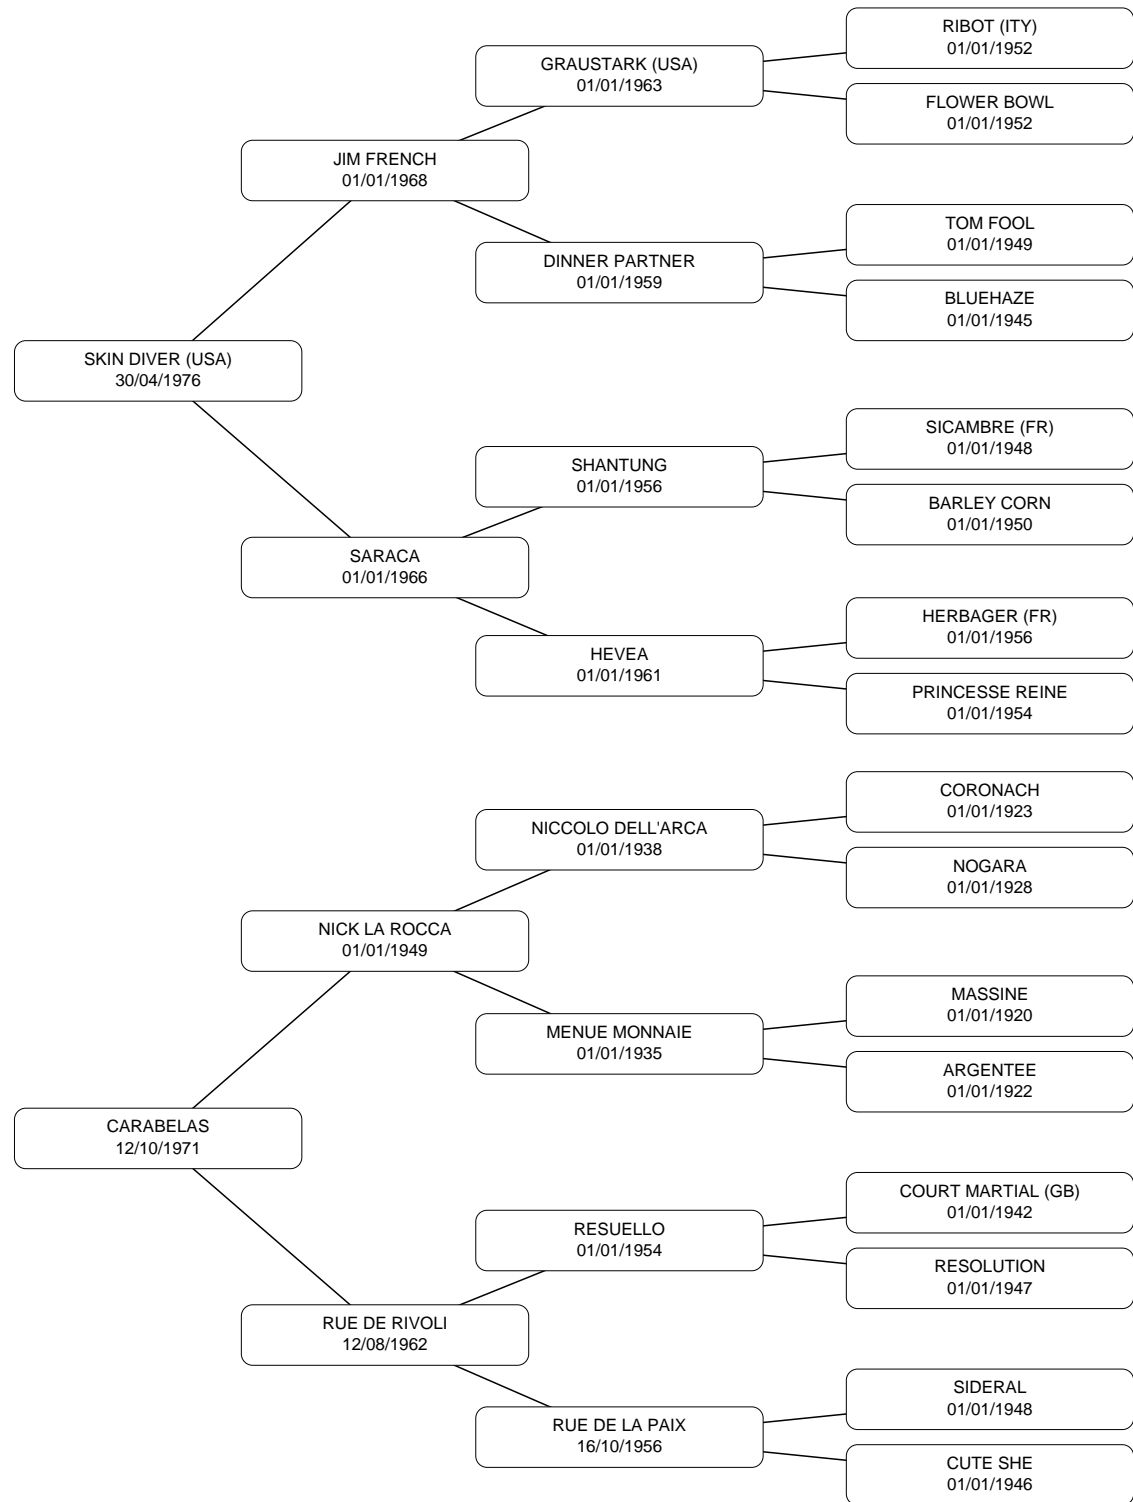 RIBOT (ITY)
01/01/1952
GRAUSTARK (USA)
01/01/1963
FLOWER BOWL
01/01/1952
JIM FRENCH
01/01/1968
TOM FOOL
01/01/1949
DINNER PARTNER
01/01/1959
BLUEHAZE
01/01/1945
SKIN DIVER (USA)
30/04/1976
SICAMBRE (FR)
01/01/1948
SHANTUNG
01/01/1956
BARLEY CORN
01/01/1950
SARACA
01/01/1966
HERBAGER (FR)
01/01/1956
HEVEA
01/01/1961
PRINCESSE REINE
01/01/1954
CORONACH
01/01/1923
NICCOLO DELL'ARCA
01/01/1938
NOGARA
01/01/1928
NICK LA ROCCA
01/01/1949
MASSINE
01/01/1920
MENUE MONNAIE
01/01/1935
ARGENTEE
01/01/1922
CARABELAS
12/10/1971
COURT MARTIAL (GB)
01/01/1942
RESUELLO
01/01/1954
RESOLUTION
01/01/1947
RUE DE RIVOLI
12/08/1962
SIDERAL
01/01/1948
RUE DE LA PAIX
16/10/1956
CUTE SHE
01/01/1946